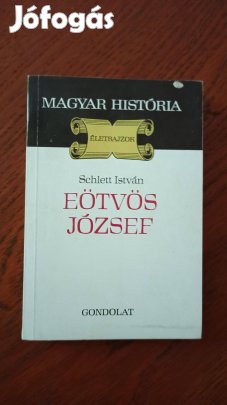 Jófogás
MAGYAR HISTÓRIA
ÉLETRAJZOK
Schlett István
EÖTVÖS
JÓZSEF
GONDOLAT